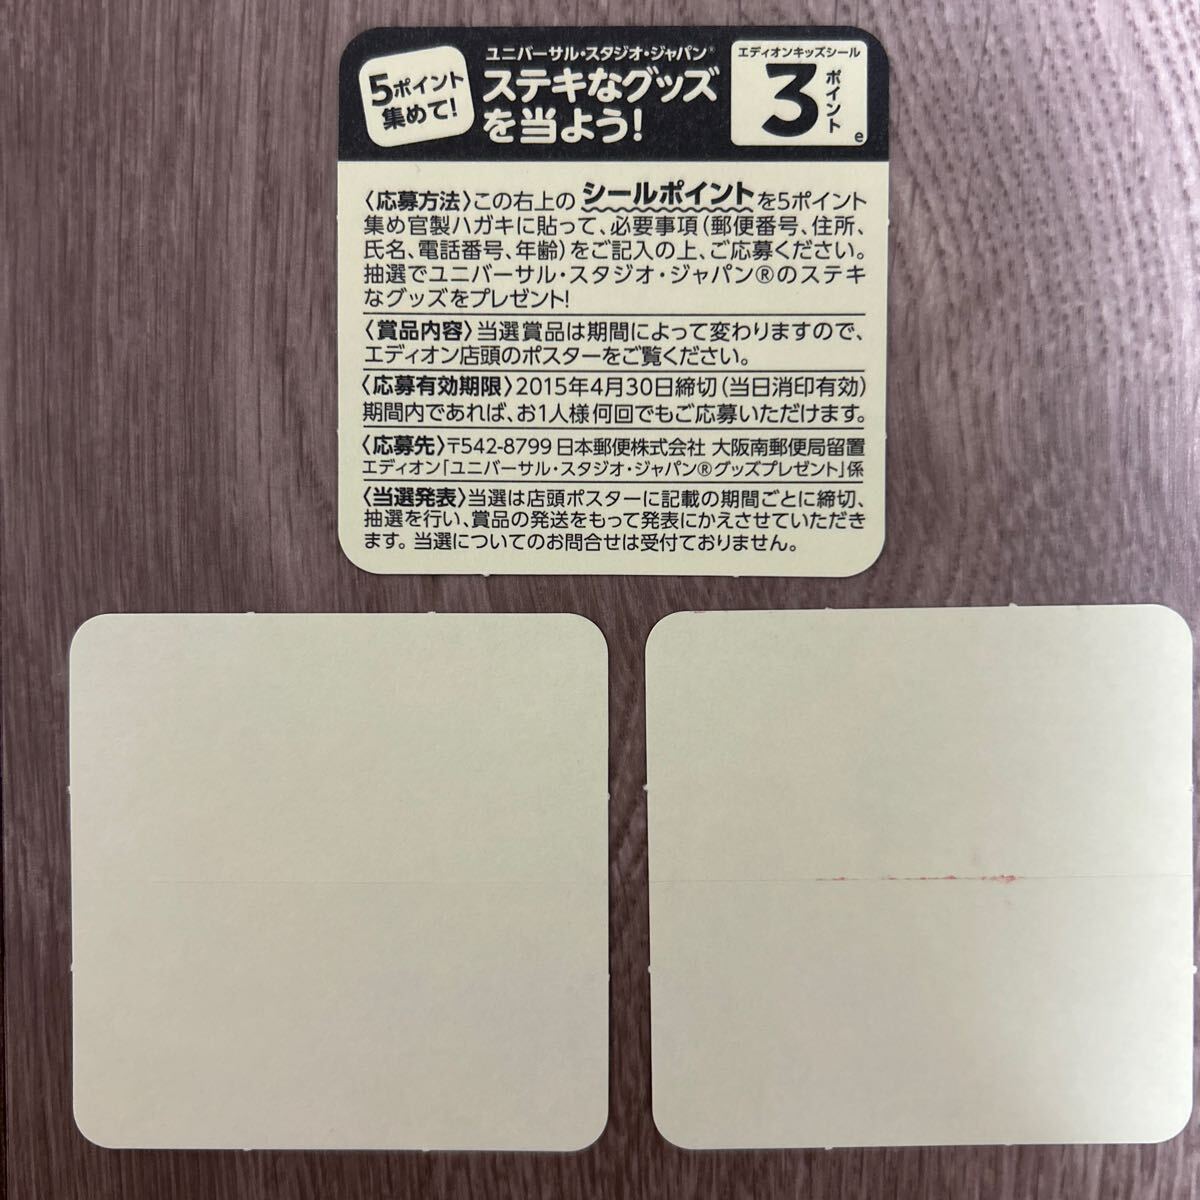 5ポイント
集めて!
ユニバーサル・スタジオ・ジャパン®
ステキなグッズ
を当よう!
エディオンキッズシール
3
ポイント
e
〈応募方法〉この右上の シールポイント を5ポイント
集め官製ハガキに貼って、必要事項(郵便番号、住所、
氏名、電話番号、年齢)をご記入の上、ご応募ください。
抽選でユニバーサル・スタジオ・ジャパン®のステキ
なグッズをプレゼント!
〈賞品内容〉当選賞品は期間によって変わりますので、
エディオン店頭のポスターをご覧ください。
〈応募有効期限〉2015年4月30日締切(当日消印有効)
期間内であれば、お1人様何回でもご応募いただけます。
〈応募先〉〒542-8799 日本郵便株式会社 大阪南郵便局留置
エディオン「ユニバーサル・スタジオ・ジャパン®グッズプレゼント」係
〈当選発表〉当選は店頭ポスターに記載の期間ごとに締切、
抽選を行い、賞品の発送をもって発表にかえさせていただき
ます。当選についてのお問合せは受付ておりません。